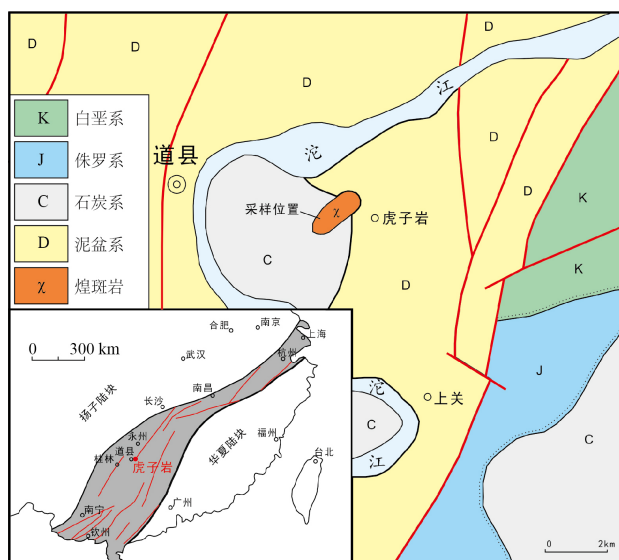 D
D
D
D
江
K 白垩系
J 侏罗系
C 石炭系
D 泥盆系
χ 煌斑岩
道县
沱
D
D
采样位置
χ
虎子岩
K
C
D
K
J
沱
C
江
上关
C
0 2km
0 300 km
合肥
南京
上海
武汉
杭州
扬子陆块
长沙
南昌
永州
道县
桂林
虎子岩
华夏陆块
福州
台北
广州
南宁
钦州